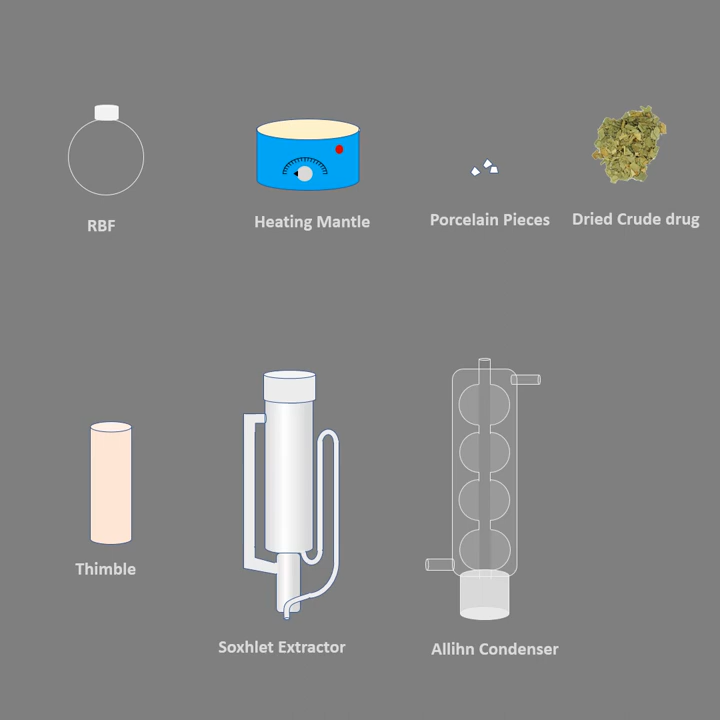 RBF
Heating Mantle
Porcelain Pieces
Dried Crude drug
Thimble
Soxhlet Extractor
Allihn Condenser